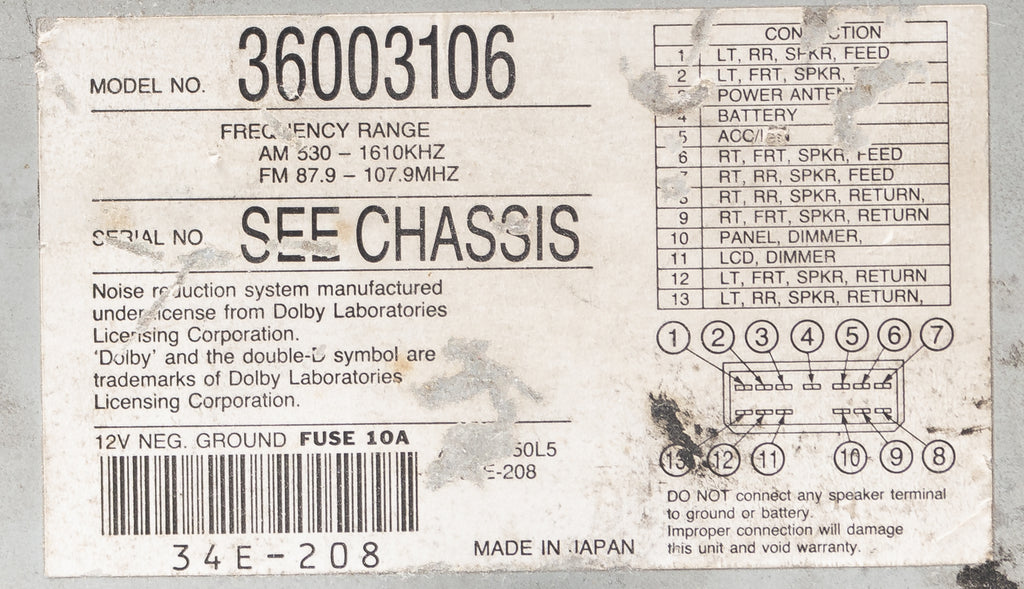 MODEL NO. 36003106
FREQUENCY RANGE
AM 530 – 1610KHZ
FM 87.9 – 107.9MHZ
SERIAL NO SEE CHASSIS
Noise reduction system manufactured
under license from Dolby Laboratories
Licensing Corporation.
'Dolby' and the double-D symbol are
trademarks of Dolby Laboratories
Licensing Corporation.
12V NEG. GROUND FUSE 10A
50L5
E-208
34E-208
MADE IN JAPAN
CONNECTION
1 LT, RR, SPKR, FEED
2 LT, FRT, SPKR,
3 POWER ANTENNA
4 BATTERY
5 ACC/IGN
6 RT, FRT, SPKR, FEED
7 RT, RR, SPKR, FEED
8 RT, RR, SPKR, RETURN,
9 RT, FRT, SPKR, RETURN
10 PANEL, DIMMER,
11 LCD, DIMMER
12 LT, FRT, SPKR, RETURN
13 LT, RR, SPKR, RETURN,
1 2 3 4 5 6 7
13 12 11 10 9 8
DO NOT connect any speaker terminal
to ground or battery.
Improper connection will damage
this unit and void warranty.